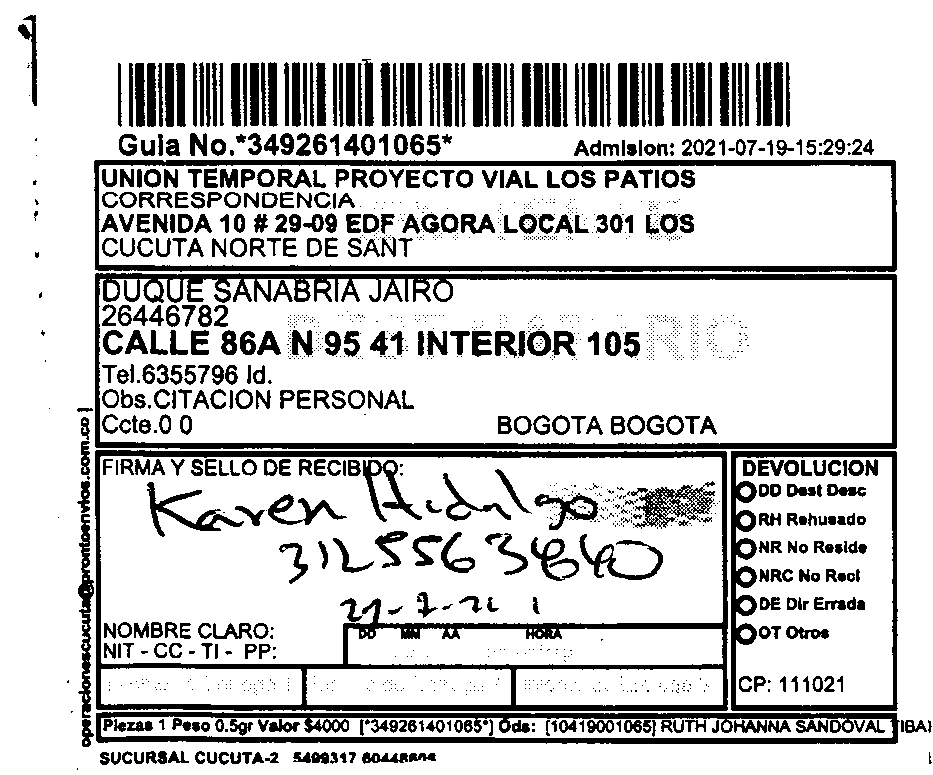 Guia No.*349261401065*
Admision: 2021-07-19-15:29:24
UNION TEMPORAL PROYECTO VIAL LOS PATIOS
CORRESPONDENCIA
AVENIDA 10 # 29-09 EDF AGORA LOCAL 301 LOS
CUCUTA NORTE DE SANT
DUQUE SANABRIA JAIRO
26446782
CALLE 86A N 95 41 INTERIOR 105
Tel.6355796 Id.
Obs.CITACION PERSONAL
Ccte.0 0 BOGOTA BOGOTA
operacionescucuta@prontoenvios.com.co |
FIRMA Y SELLO DE RECIBIDO:
Karen Hidalgo
NOMBRE CLARO:
NIT - CC - TI - PP:
DD MM AA HORA
DEVOLUCION
DD Dest Desc
RH Rehusado
NR No Reside
NRC No Recl
DE Dir Errada
OT Otros
CP: 111021
Piezas 1 Peso 0.5gr Valor $4000 [*349261401065*] Ods: [10419001065] RUTH JOHANNA SANDOVAL TIBA
SUCURSAL CUCUTA-2 5499317